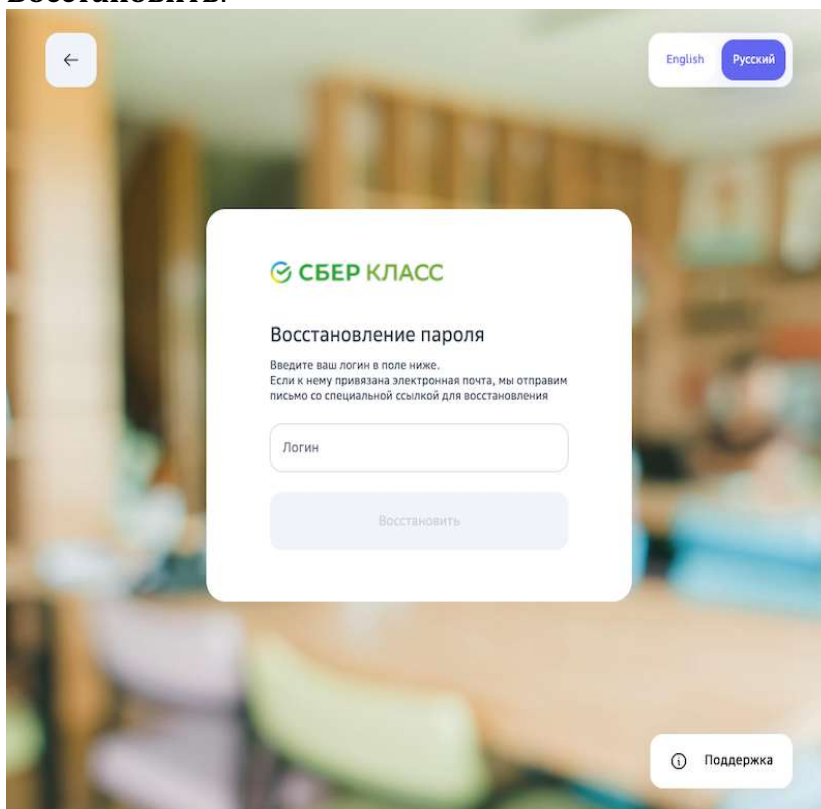 Восстановить.
English Русский
СБЕР КЛАСС
Восстановление пароля
Введите ваш логин в поле ниже.
Если к нему привязана электронная почта, мы отправим
письмо со специальной ссылкой для восстановления
Логин
Восстановить
Поддержка